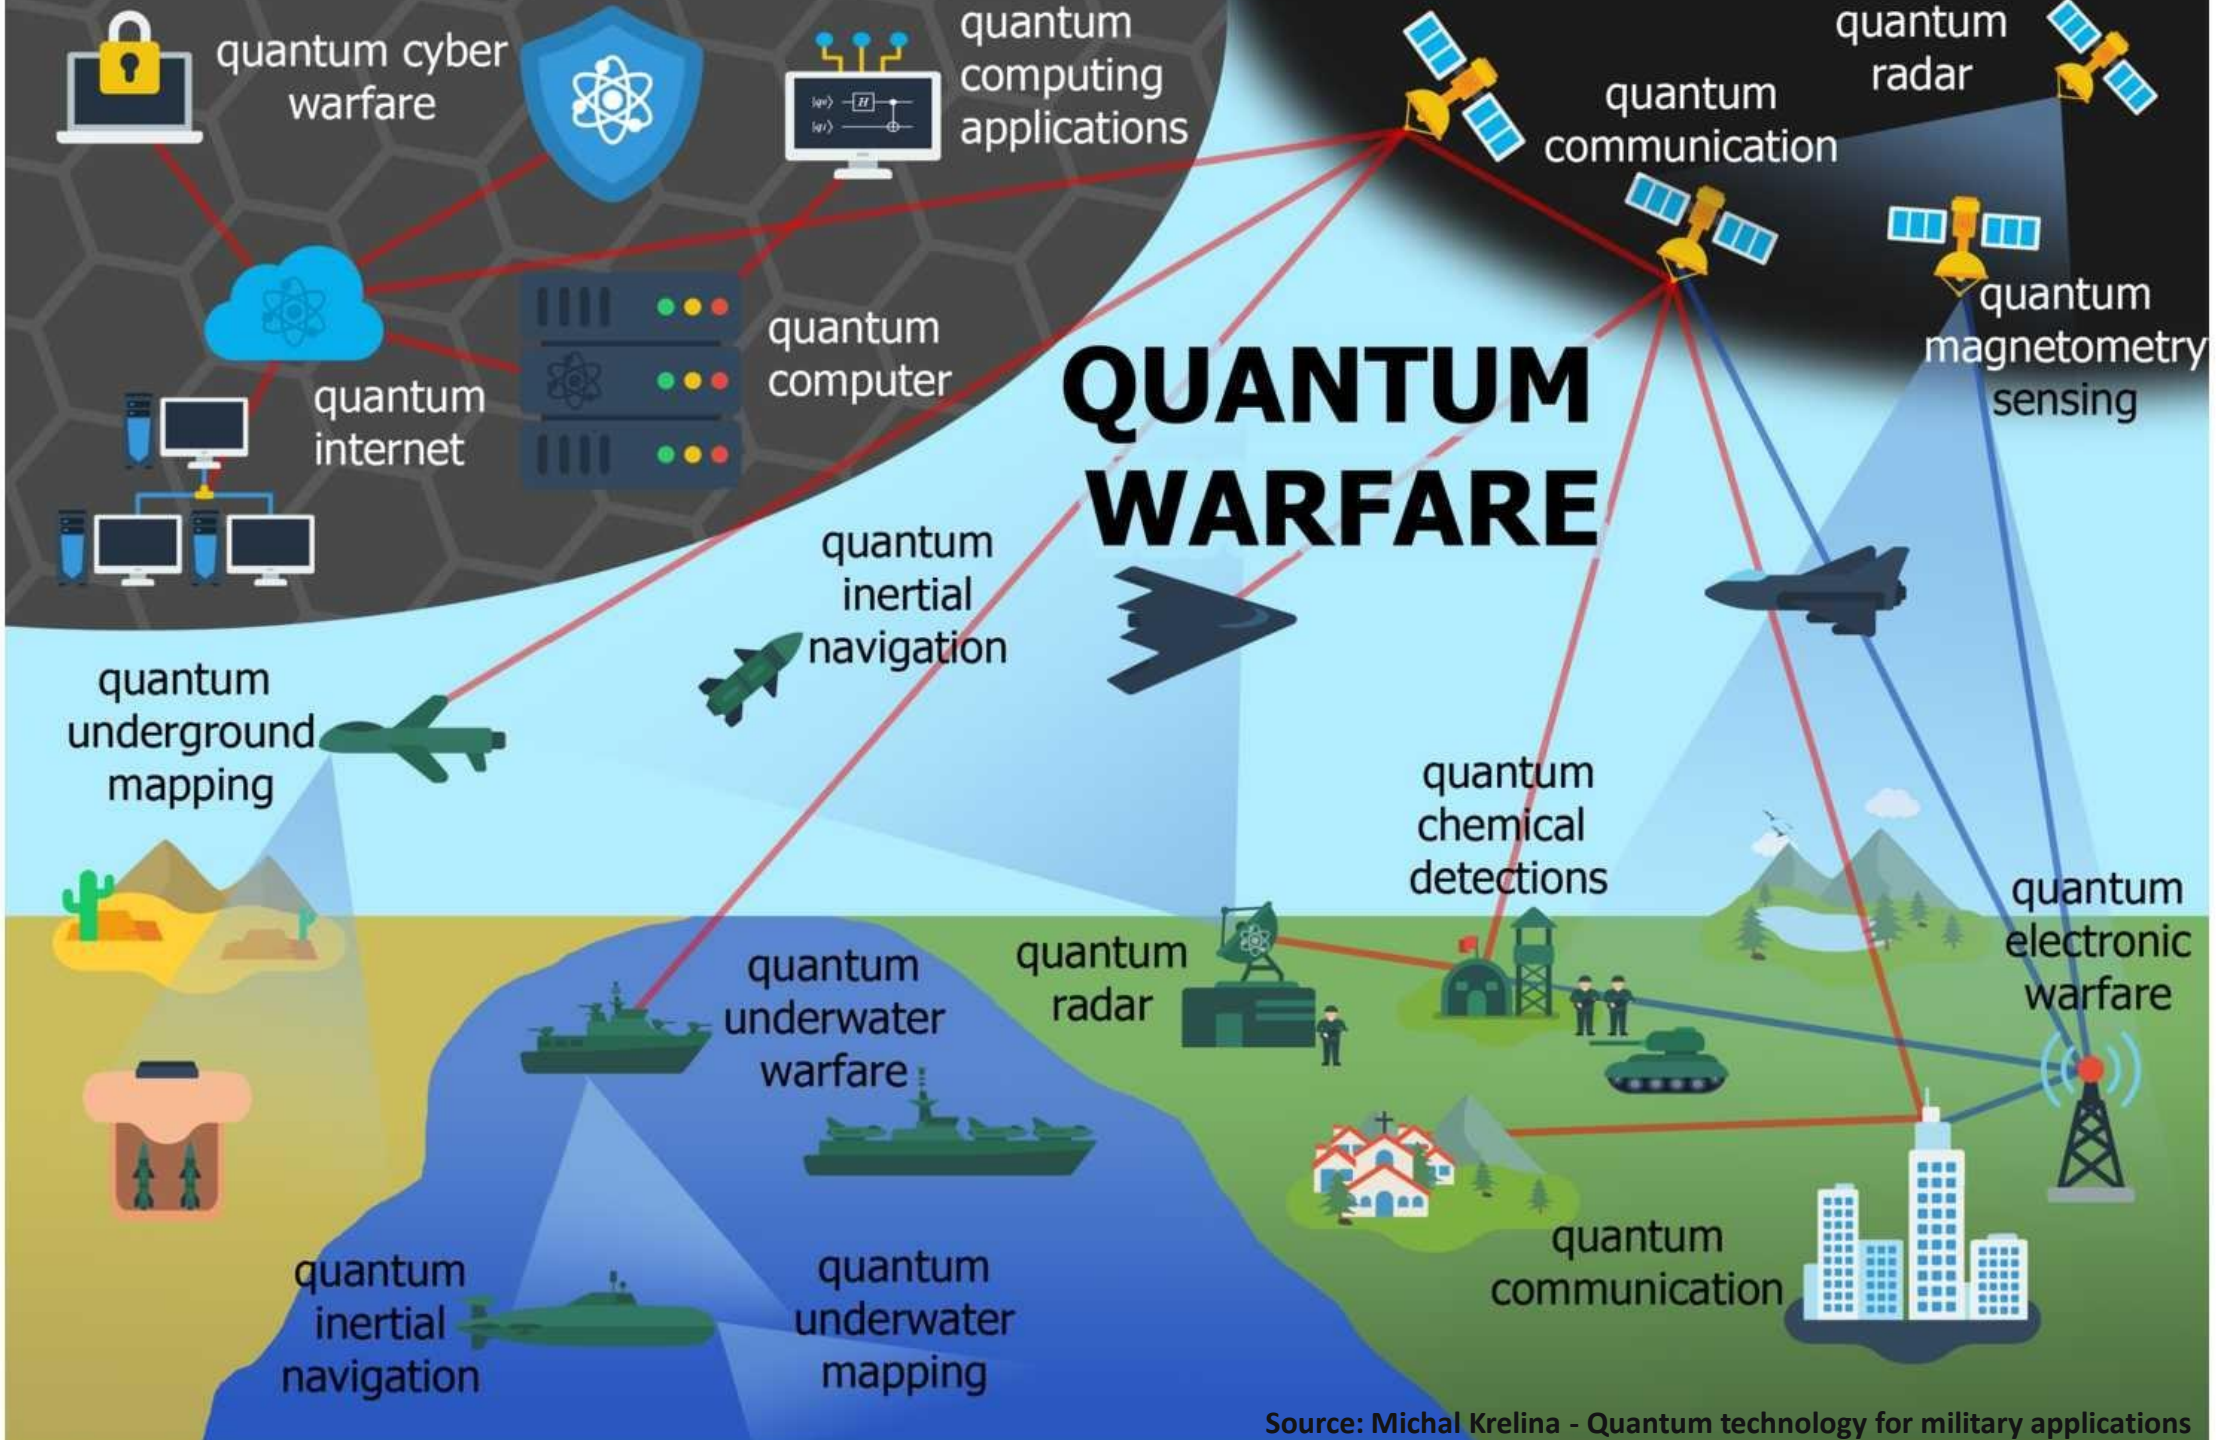 quantum cyber
warfare
quantum
computing
applications
|q0⟩ H
|q1⟩
quantum
communication
quantum
radar
quantum
magnetometry
sensing
quantum
computer
quantum
internet
QUANTUM
WARFARE
quantum
inertial
navigation
quantum
underground
mapping
quantum
chemical
detections
quantum
electronic
warfare
quantum
radar
quantum
underwater
warfare
quantum
communication
quantum
inertial
navigation
quantum
underwater
mapping
Source: Michal Krelina - Quantum technology for military applications